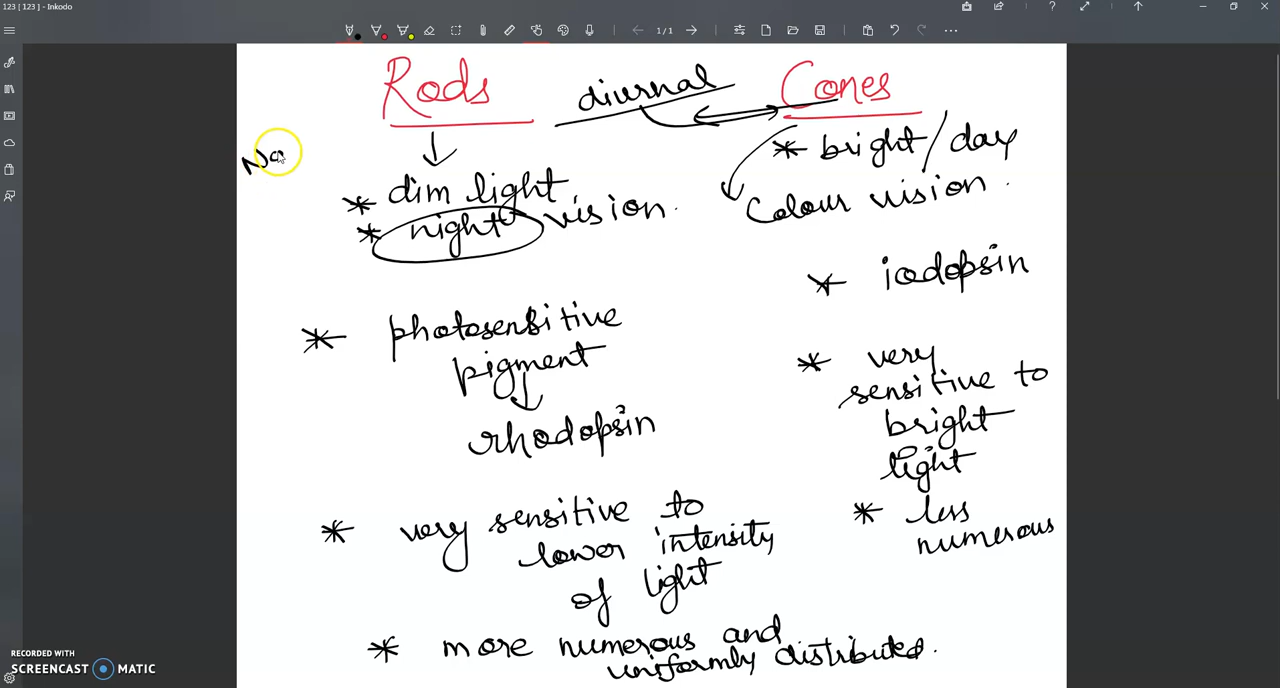 123 [ 123 ] - Inkodo
1/1
Rods
diurnal
Cones
* bright/day
Colour vision.
* dim light
* night vision.
* iodopsin
* photosensitive
pigment
rhodopsin
* very
sensitive to
bright
light
* less
numerous
* very sensitive to
lower intensity
of light
* more numerous and
uniformly distributed.
RECORDED WITH
SCREENCAST MATIC